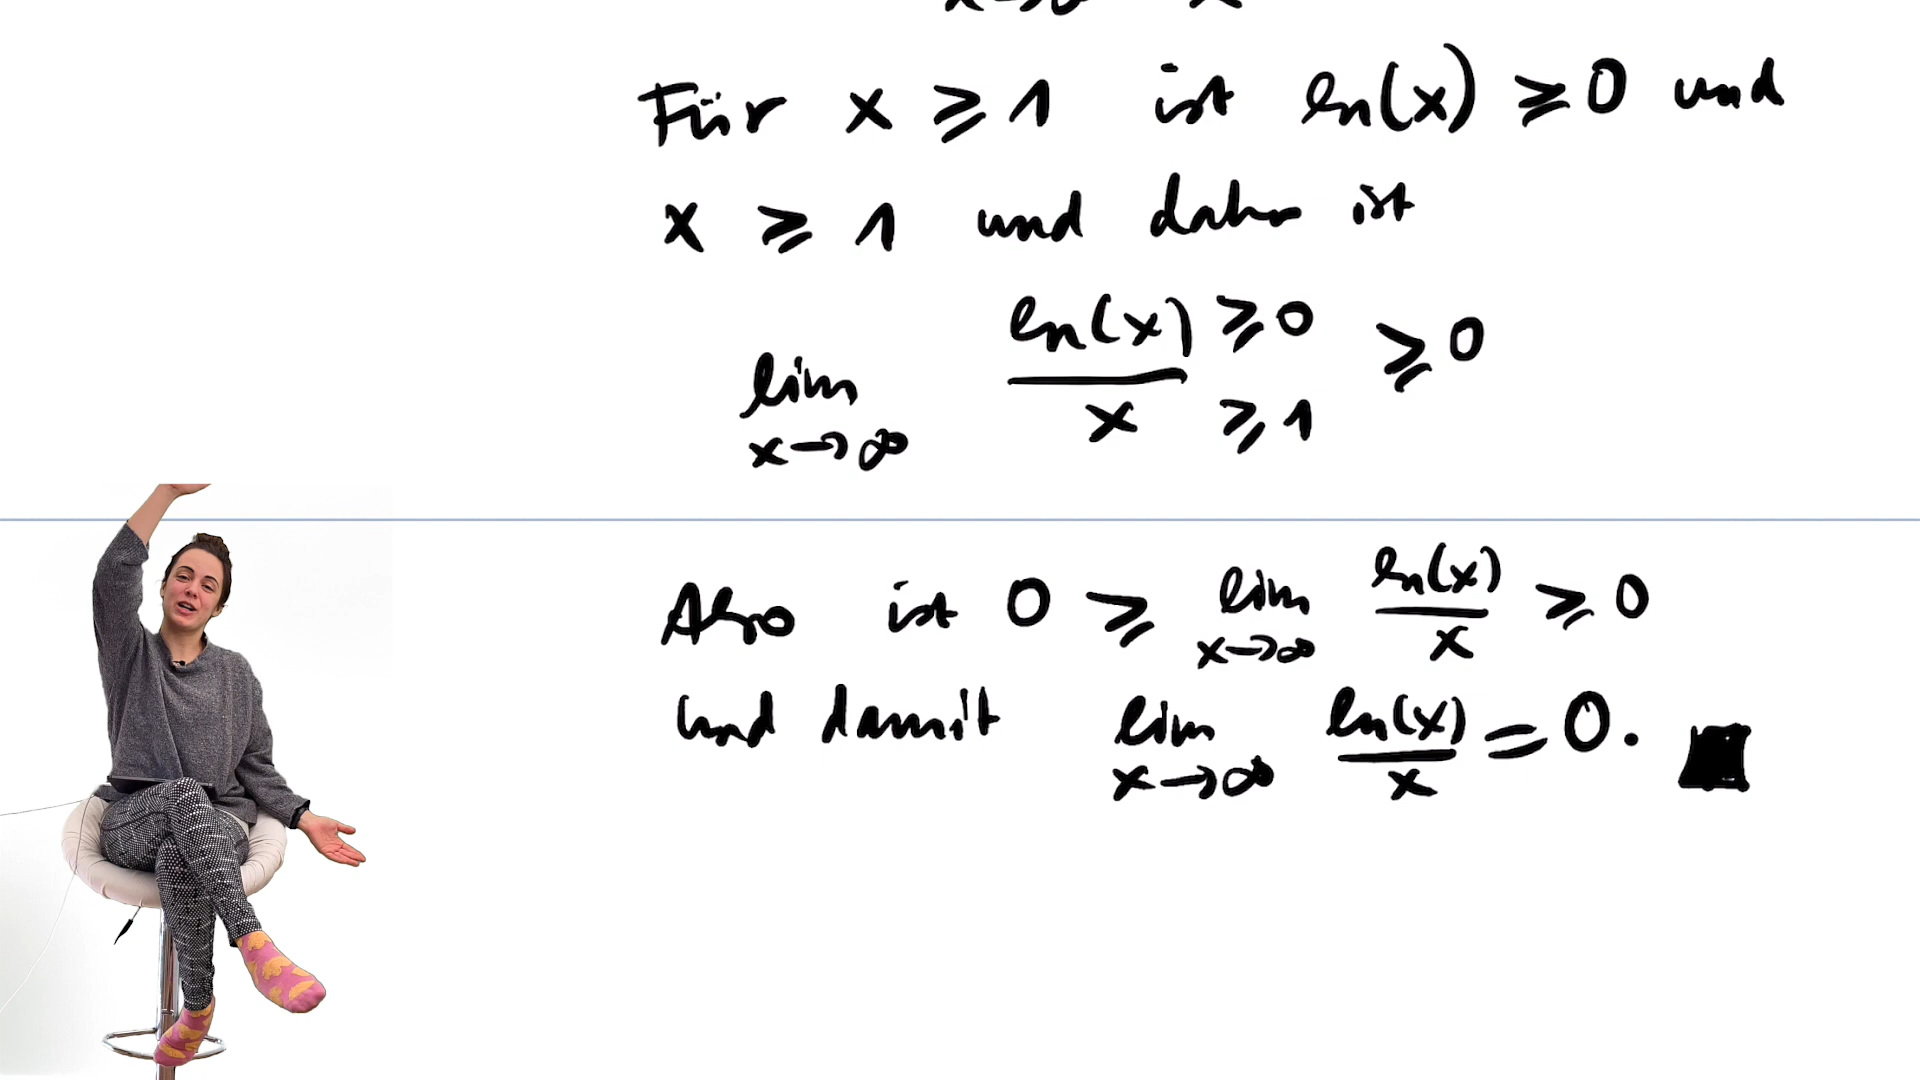 Für x ≥ 1 ist ln(x) ≥ 0 und
x ≥ 1 und daher ist
lim x→∞ ln(x) ≥ 0 / x ≥ 1 ≥ 0
Also ist 0 ≥ lim x→∞ ln(x)/x ≥ 0
und damit lim x→∞ ln(x)/x = 0. ■